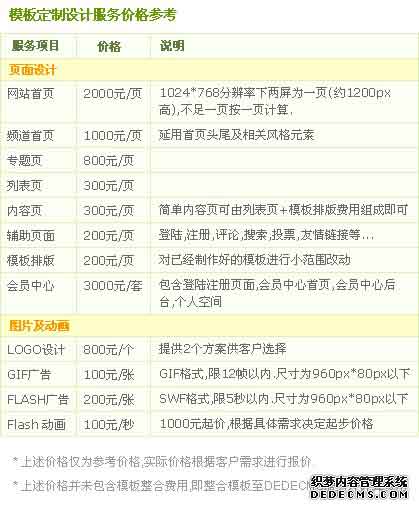 模板定制设计服务价格参考
服务项目 价格 说明
页面设计
网站首页 2000元/页 1024*768分辨率下两屏为一页(约1200px
高),不足一页按一页计算.
频道首页 1000元/页 延用首页头尾及相关风格元素
专题页 800元/页
列表页 300元/页
内容页 300元/页 简单内容页可由列表页+模板排版费用组成即可
辅助页面 200元/页 登陆,注册,评论,搜索,投票,友情链接等...
模板排版 200元/页 对已经制作好的模板进行小范围改动
会员中心 3000元/套 包含登陆注册页面,会员中心首页,会员中心后
台,个人空间
图片及动画
LOGO设计 800元/个 提供2个方案供客户选择
GIF广告 100元/张 GIF格式,限12帧以内.尺寸为960px*80px以下
FLASH广告 200元/张 SWF格式,限5秒以内.尺寸为960px*80px以下
Flash 动画 100元/秒 1000元起价,根据具体需求决定起步价格
*上述价格仅为参考价格,实际价格根据客户需求进行报价.
*上述价格并未包含模板整合费用,即整合模板至DEDEC
织梦内容管理系统
DEDECMS.COM